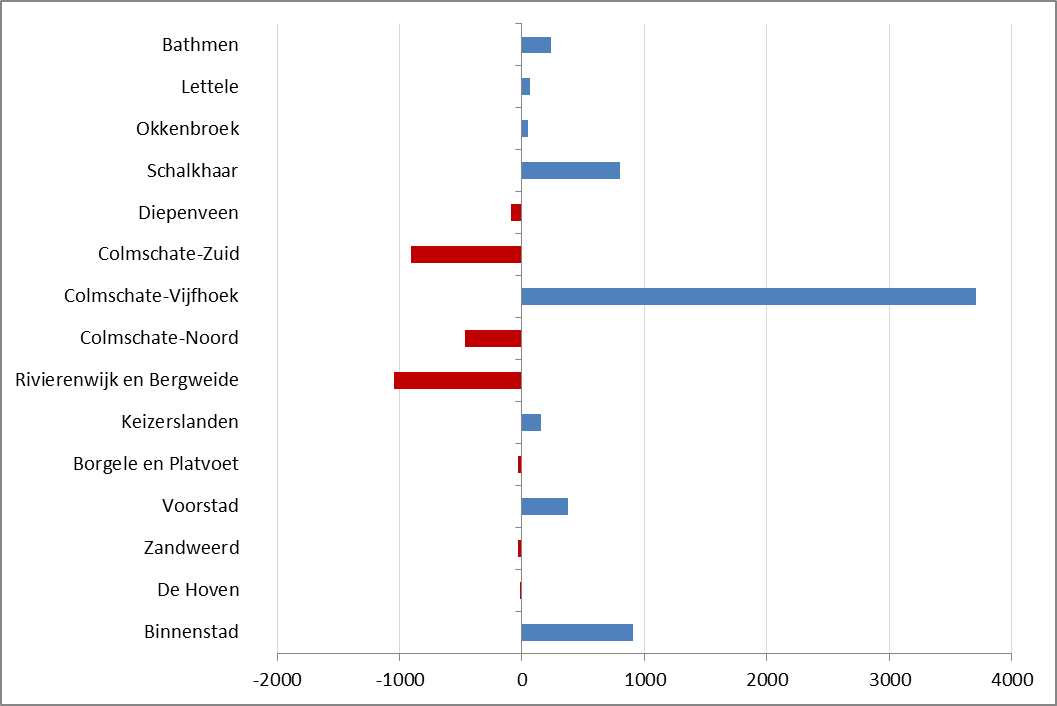 Bathmen
Lettele
Okkenbroek
Schalkhaar
Diepenveen
Colmschate-Zuid
Colmschate-Vijfhoek
Colmschate-Noord
Rivierenwijk en Bergweide
Keizerslanden
Borgele en Platvoet
Voorstad
Zandweerd
De Hoven
Binnenstad
-2000 -1000 0 1000 2000 3000 4000